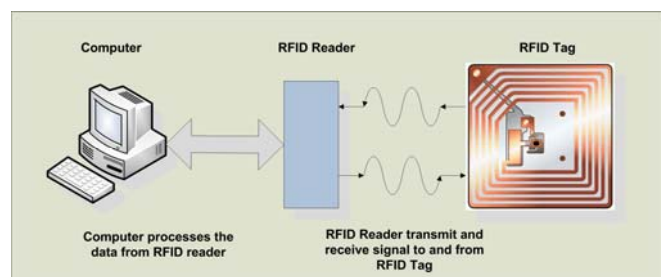 Computer
RFID Reader
RFID Tag
Computer processes the
data from RFID reader
RFID Reader transmit and
receive signal to and from
RFID Tag